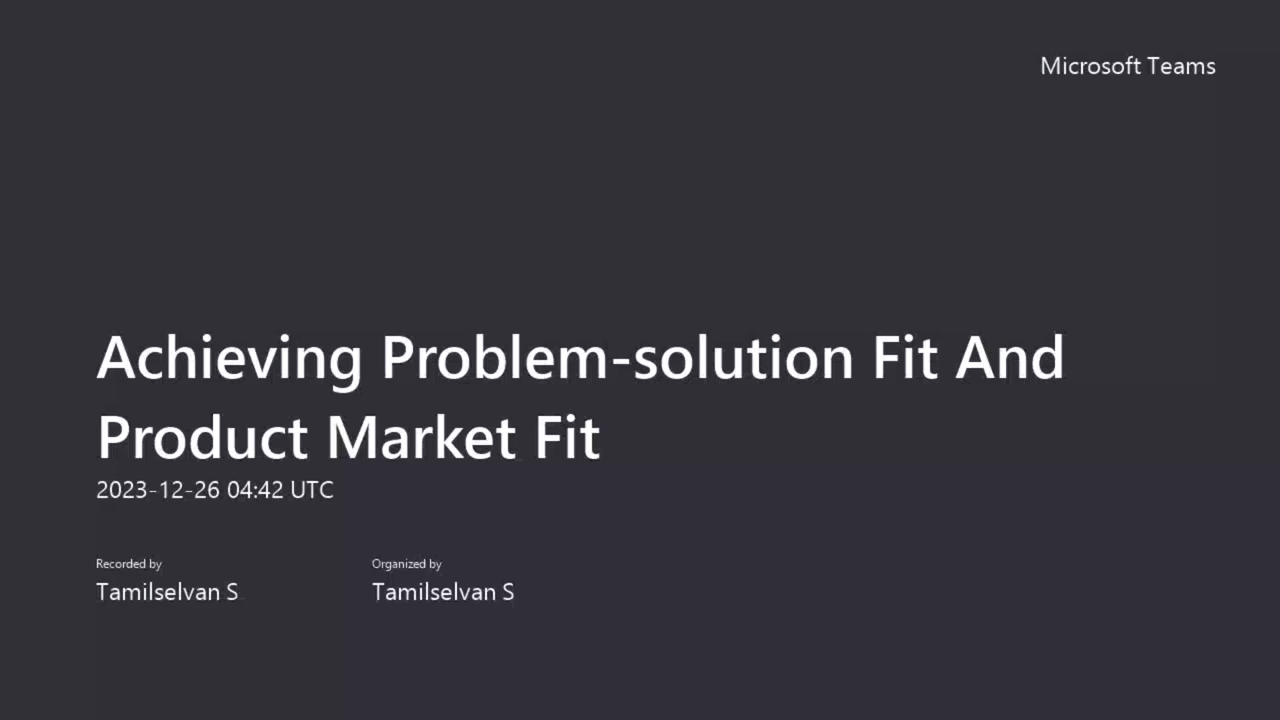 Microsoft Teams
Achieving Problem-solution Fit And
Product Market Fit
2023-12-26 04:42 UTC
Recorded by
Tamilselvan S
Organized by
Tamilselvan S